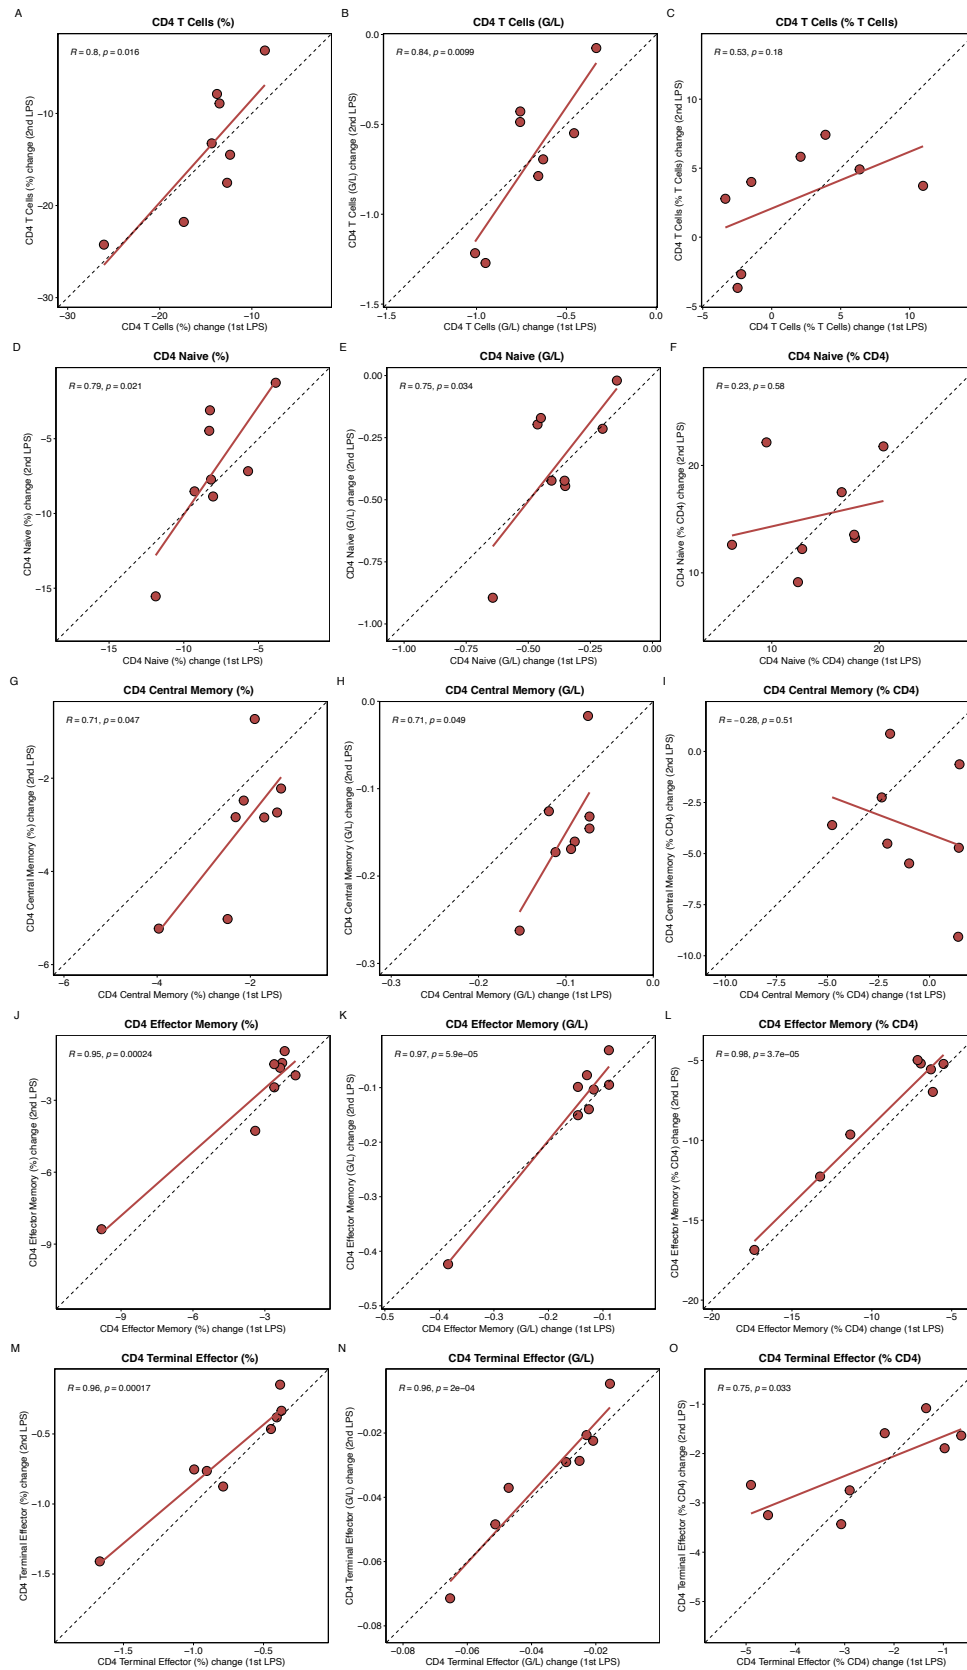 A
CD4 T Cells (%)
R = 0.8, p = 0.016
CD4 T Cells (%) change (2nd LPS)
−10
−20
−30
−30
−20
−10
CD4 T Cells (%) change (1st LPS)
B
CD4 T Cells (G/L)
R = 0.84, p = 0.0099
CD4 T Cells (G/L) change (2nd LPS)
0.0
−0.5
−1.0
−1.5
−1.5
−1.0
−0.5
0.0
CD4 T Cells (G/L) change (1st LPS)
C
CD4 T Cells (% T Cells)
R = 0.53, p = 0.18
CD4 T Cells (% T Cells) change (2nd LPS)
10
5
0
−5
−5
0
5
10
CD4 T Cells (% T Cells) change (1st LPS)
D
CD4 Naive (%)
R = 0.79, p = 0.021
CD4 Naive (%) change (2nd LPS)
−5
−10
−15
−15
−10
−5
CD4 Naive (%) change (1st LPS)
E
CD4 Naive (G/L)
R = 0.75, p = 0.034
CD4 Naive (G/L) change (2nd LPS)
0.00
−0.25
−0.50
−0.75
−1.00
−1.00
−0.75
−0.50
−0.25
0.00
CD4 Naive (G/L) change (1st LPS)
F
CD4 Naive (% CD4)
R = 0.23, p = 0.58
CD4 Naive (% CD4) change (2nd LPS)
20
10
10
20
CD4 Naive (% CD4) change (1st LPS)
G
CD4 Central Memory (%)
R = 0.71, p = 0.047
CD4 Central Memory (%) change (2nd LPS)
−2
−4
−6
−6
−4
−2
CD4 Central Memory (%) change (1st LPS)
H
CD4 Central Memory (G/L)
R = 0.71, p = 0.049
CD4 Central Memory (G/L) change (2nd LPS)
0.0
−0.1
−0.2
−0.3
−0.3
−0.2
−0.1
0.0
CD4 Central Memory (G/L) change (1st LPS)
I
CD4 Central Memory (% CD4)
R = −0.28, p = 0.51
CD4 Central Memory (% CD4) change (2nd LPS)
0.0
−2.5
−5.0
−7.5
−10.0
−10.0
−7.5
−5.0
−2.5
0.0
CD4 Central Memory (% CD4) change (1st LPS)
J
CD4 Effector Memory (%)
R = 0.95, p = 0.00024
CD4 Effector Memory (%) change (2nd LPS)
−3
−6
−9
−9
−6
−3
CD4 Effector Memory (%) change (1st LPS)
K
CD4 Effector Memory (G/L)
R = 0.97, p = 5.9e−05
CD4 Effector Memory (G/L) change (2nd LPS)
−0.1
−0.2
−0.3
−0.4
−0.5
−0.5
−0.4
−0.3
−0.2
−0.1
CD4 Effector Memory (G/L) change (1st LPS)
L
CD4 Effector Memory (% CD4)
R = 0.98, p = 3.7e−05
CD4 Effector Memory (% CD4) change (2nd LPS)
−5
−10
−15
−20
−20
−15
−10
−5
CD4 Effector Memory (% CD4) change (1st LPS)
M
CD4 Terminal Effector (%)
R = 0.96, p = 0.00017
CD4 Terminal Effector (%) change (2nd LPS)
−0.5
−1.0
−1.5
−1.5
−1.0
−0.5
CD4 Terminal Effector (%) change (1st LPS)
N
CD4 Terminal Effector (G/L)
R = 0.96, p = 2e−04
CD4 Terminal Effector (G/L) change (2nd LPS)
−0.02
−0.04
−0.06
−0.08
−0.08
−0.06
−0.04
−0.02
CD4 Terminal Effector (G/L) change (1st LPS)
O
CD4 Terminal Effector (% CD4)
R = 0.75, p = 0.033
CD4 Terminal Effector (% CD4) change (2nd LPS)
−1
−2
−3
−4
−5
−5
−4
−3
−2
−1
CD4 Terminal Effector (% CD4) change (1st LPS)